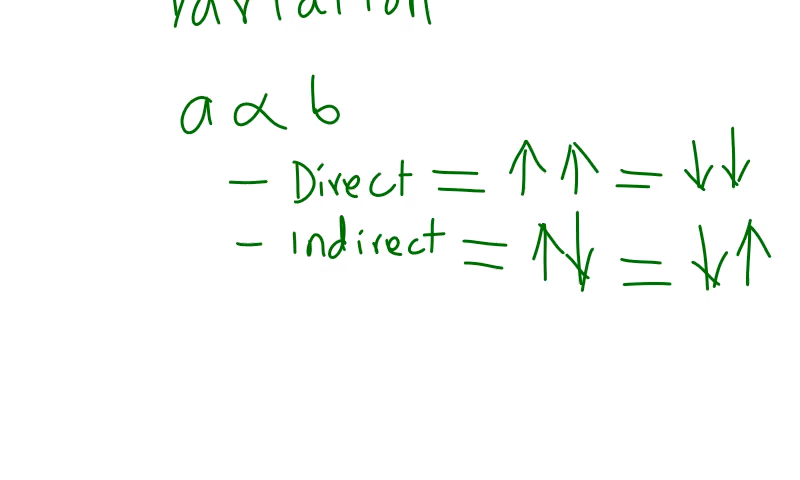 variation
a ∝ b
- Direct = ↑↑ = ↓↓
- Indirect = ↑↓ = ↓↑